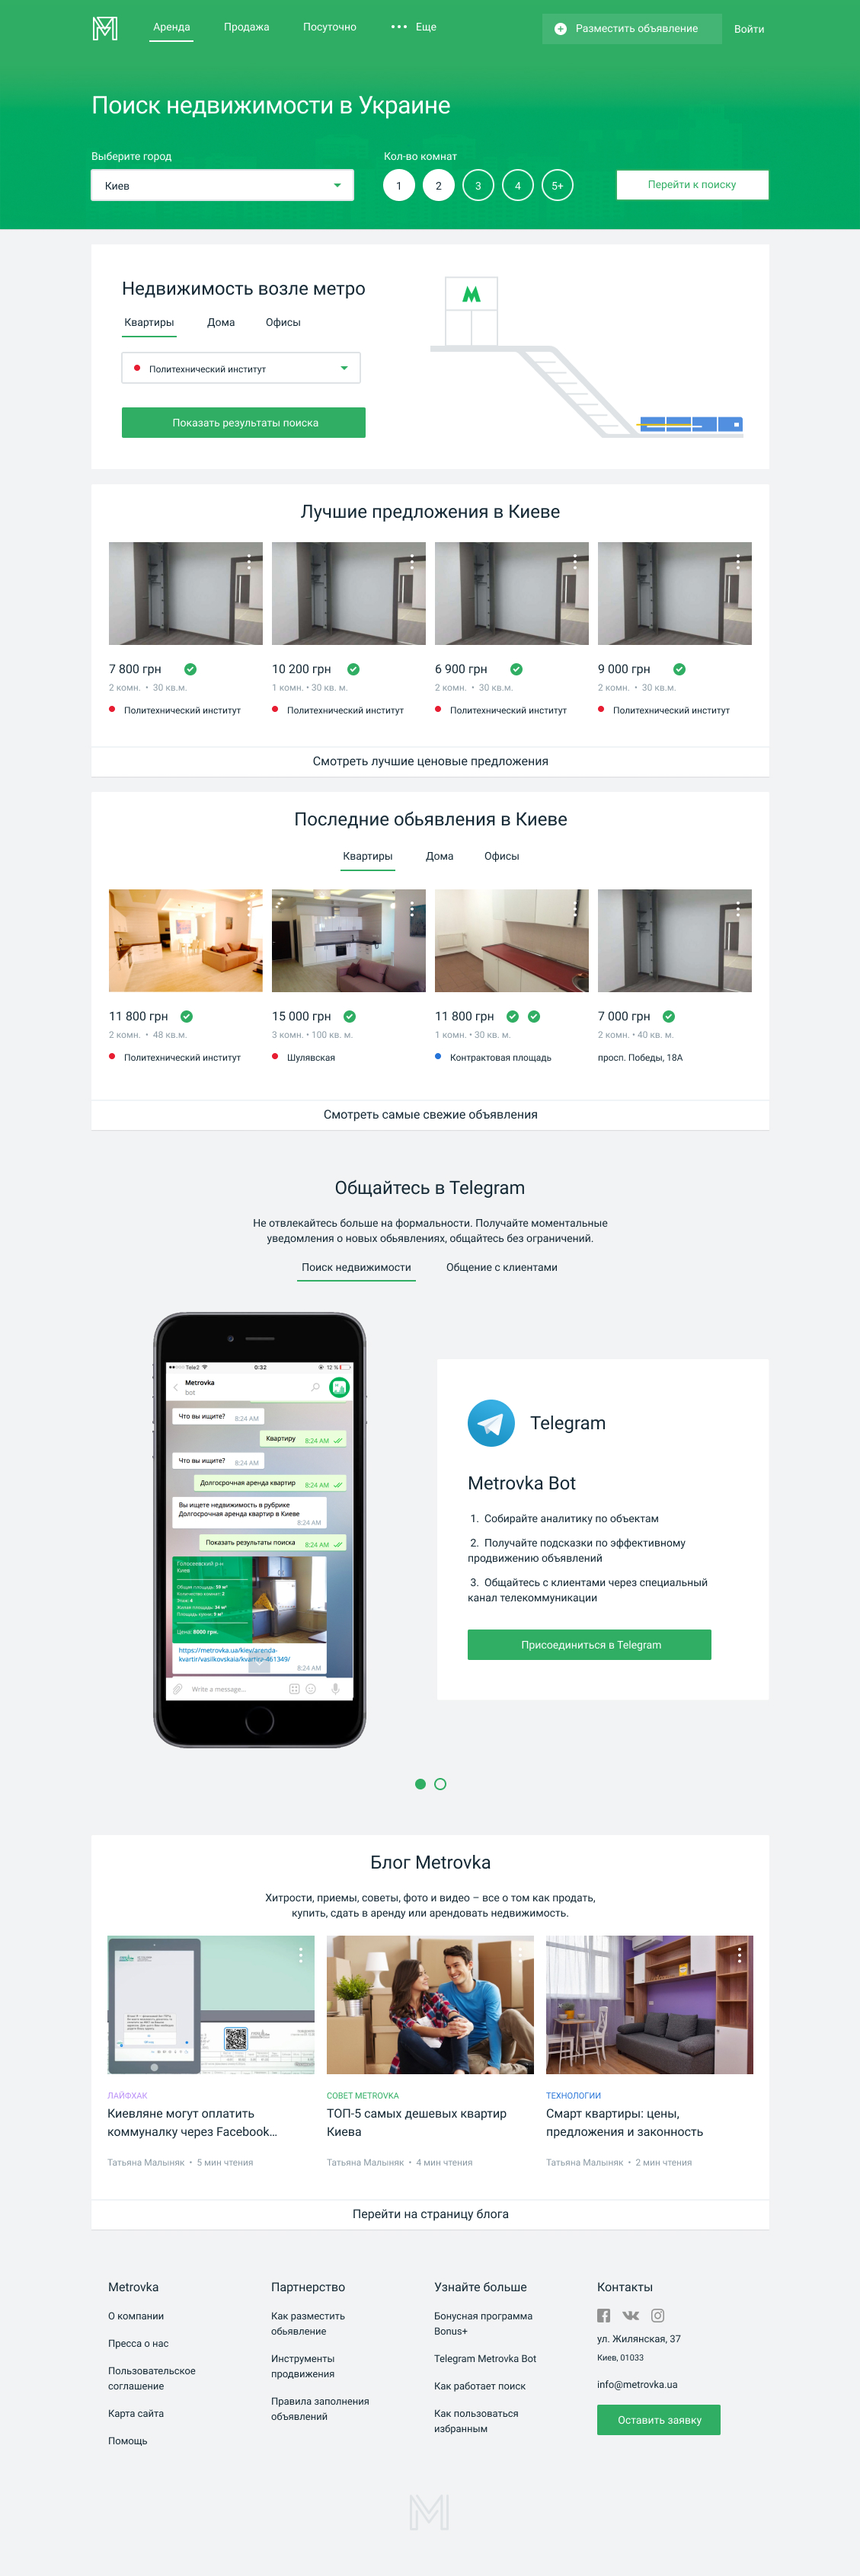 Аренда
Продажа
Посуточно
Еще
Разместить объявление
Войти
Поиск недвижимости в Украине
Выберите город
Киев
Кол-во комнат
1 2 3 4 5+
Перейти к поиску
Недвижимость возле метро
Квартиры Дома Офисы
Политехнический институт
Показать результаты поиска
Лучшие предложения в Киеве
7 800 грн
2 комн. • 30 кв.м.
Политехнический институт
10 200 грн
1 комн. • 30 кв. м.
Политехнический институт
6 900 грн
2 комн. • 30 кв.м.
Политехнический институт
9 000 грн
2 комн. • 30 кв.м.
Политехнический институт
Смотреть лучшие ценовые предложения
Последние обьявления в Киеве
Квартиры Дома Офисы
11 800 грн
2 комн. • 48 кв.м.
Политехнический институт
15 000 грн
3 комн. • 100 кв. м.
Шулявская
11 800 грн
1 комн. • 30 кв. м.
Контрактовая площадь
7 000 грн
2 комн. • 40 кв. м.
просп. Победы, 18А
Смотреть самые свежие объявления
Общайтесь в Telegram
Не отвлекайтесь больше на формальности. Получайте моментальные
уведомления о новых обьявлениях, общайтесь без ограничений.
Поиск недвижимости Общение с клиентами
Tele2 0:32 12 %
Metrovka
bot
Что вы ищите? 8:24 AM
Квартиру 8:24 AM
Что вы ищите? 8:24 AM
Долгосрочная аренда квартир 8:24 AM
Вы ищете недвижимость в рубрике
Долгосрочная аренда квартир в Киеве
8:24 AM
Показать результаты поиска 8:24 AM
Голосеевский р-н
Киев
Общая площадь: 59 м²
Количество комнат: 2
Этаж: 4
Жилая площадь: 34 м²
Площадь кухни: 5 м²
Цена: 8000 грн.
https://metrovka.ua/kiev/arenda-
kvartir/vasilkovskaia/kvartira-461349/
8:24 AM
Write a message...
Telegram
Metrovka Bot
1. Собирайте аналитику по объектам
2. Получайте подсказки по эффективному
продвижению объявлений
3. Общайтесь с клиентами через специальный
канал телекоммуникации
Присоединиться в Telegram
Блог Metrovka
Хитрости, приемы, советы, фото и видео – все о том как продать,
купить, сдать в аренду или арендовать недвижимость.
ЛАЙФХАК
Киевляне могут оплатить
коммуналку через Facebook…
Татьяна Малыняк • 5 мин чтения
СОВЕТ METROVKA
ТОП-5 самых дешевых квартир
Киева
Татьяна Малыняк • 4 мин чтения
ТЕХНОЛОГИИ
Смарт квартиры: цены,
предложения и законность
Татьяна Малыняк • 2 мин чтения
Перейти на страницу блога
Metrovka
О компании
Пресса о нас
Пользовательское
соглашение
Карта сайта
Помощь
Партнерство
Как разместить
обьявление
Инструменты
продвижения
Правила заполнения
объявлений
Узнайте больше
Бонусная программа
Bonus+
Telegram Metrovka Bot
Как работает поиск
Как пользоваться
избранным
Контакты
ул. Жилянская, 37
Киев, 01033
info@metrovka.ua
Оставить заявку